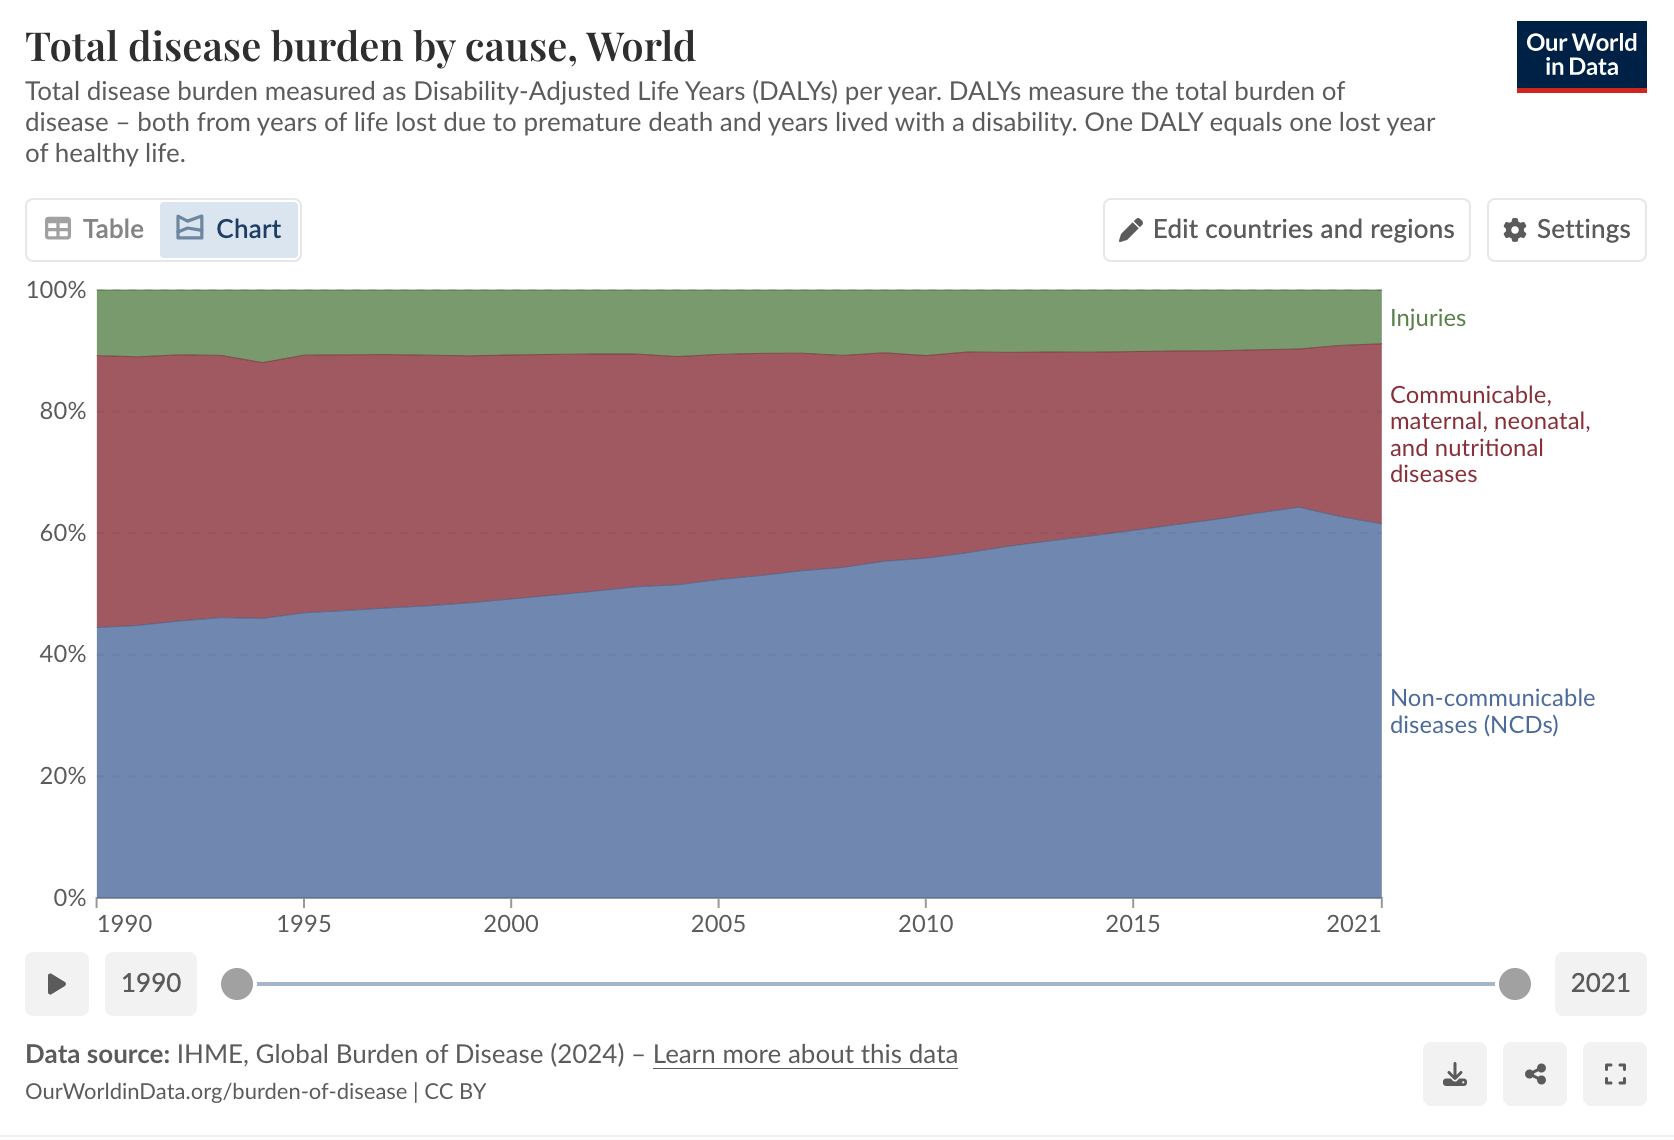 Total disease burden by cause, World
Our World
in Data
Total disease burden measured as Disability-Adjusted Life Years (DALYs) per year. DALYs measure the total burden of
disease – both from years of life lost due to premature death and years lived with a disability. One DALY equals one lost year
of healthy life.
Table
Chart
Edit countries and regions
Settings
100%
80%
60%
40%
20%
0%
Injuries
Communicable,
maternal, neonatal,
and nutritional
diseases
Non-communicable
diseases (NCDs)
1990
1995
2000
2005
2010
2015
2021
1990
2021
Data source: IHME, Global Burden of Disease (2024) – Learn more about this data
OurWorldinData.org/burden-of-disease | CC BY